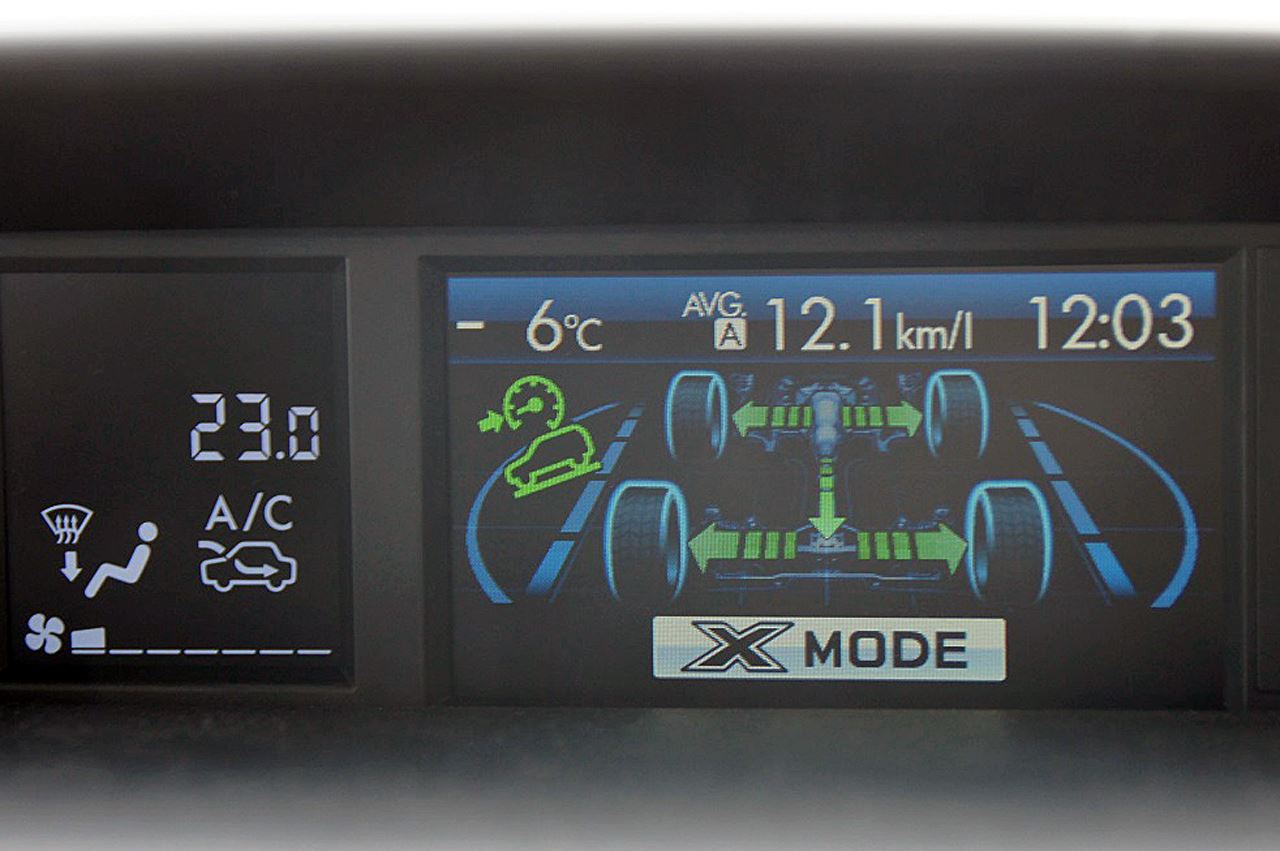 23.0
A/C
- 6°C AVG. A 12.1km/l 12:03
X MODE